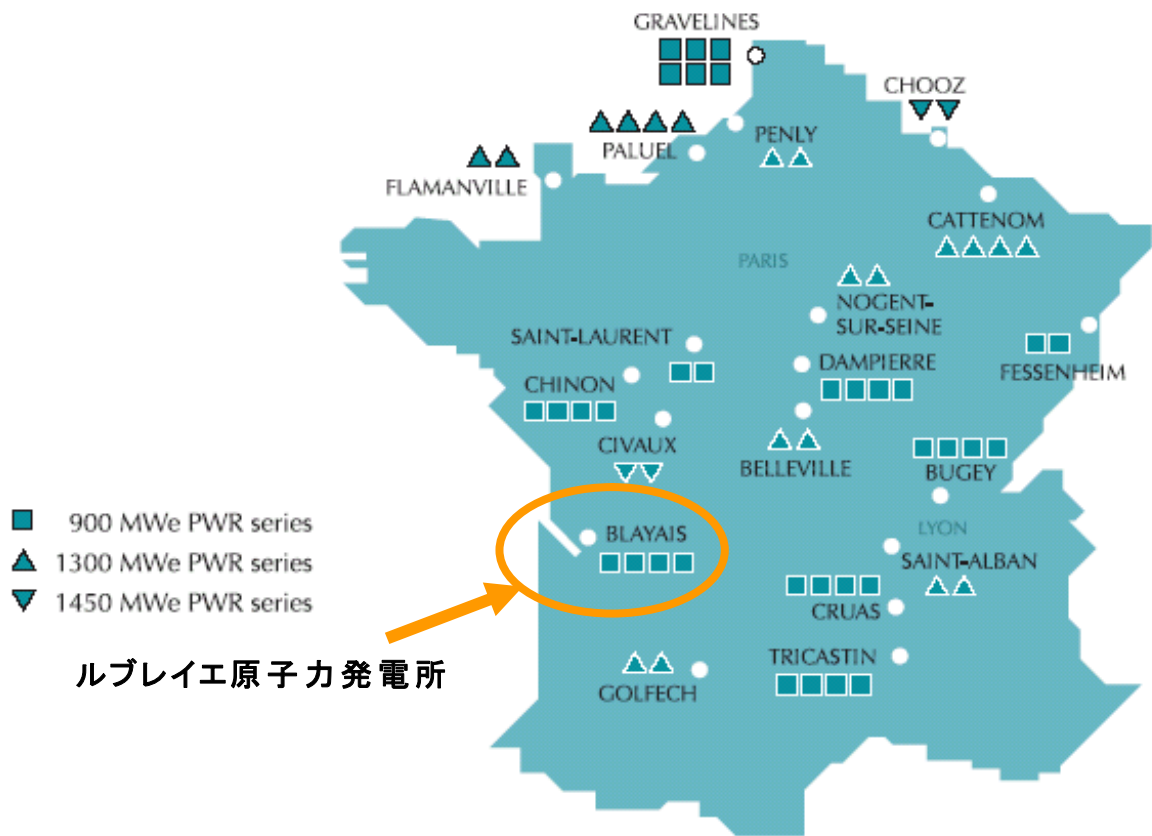 GRAVELINES
CHOOZ
PENLY
PALUEL
FLAMANVILLE
CATTENOM
PARIS
NOGENT-
SUR-SEINE
SAINT-LAURENT
DAMPIERRE
FESSENHEIM
CHINON
CIVAUX
BELLEVILLE
BUGEY
900 MWe PWR series
1300 MWe PWR series
1450 MWe PWR series
BLAYAIS
LYON
SAINT-ALBAN
CRUAS
ルブレイエ原子力発電所
TRICASTIN
GOLFECH